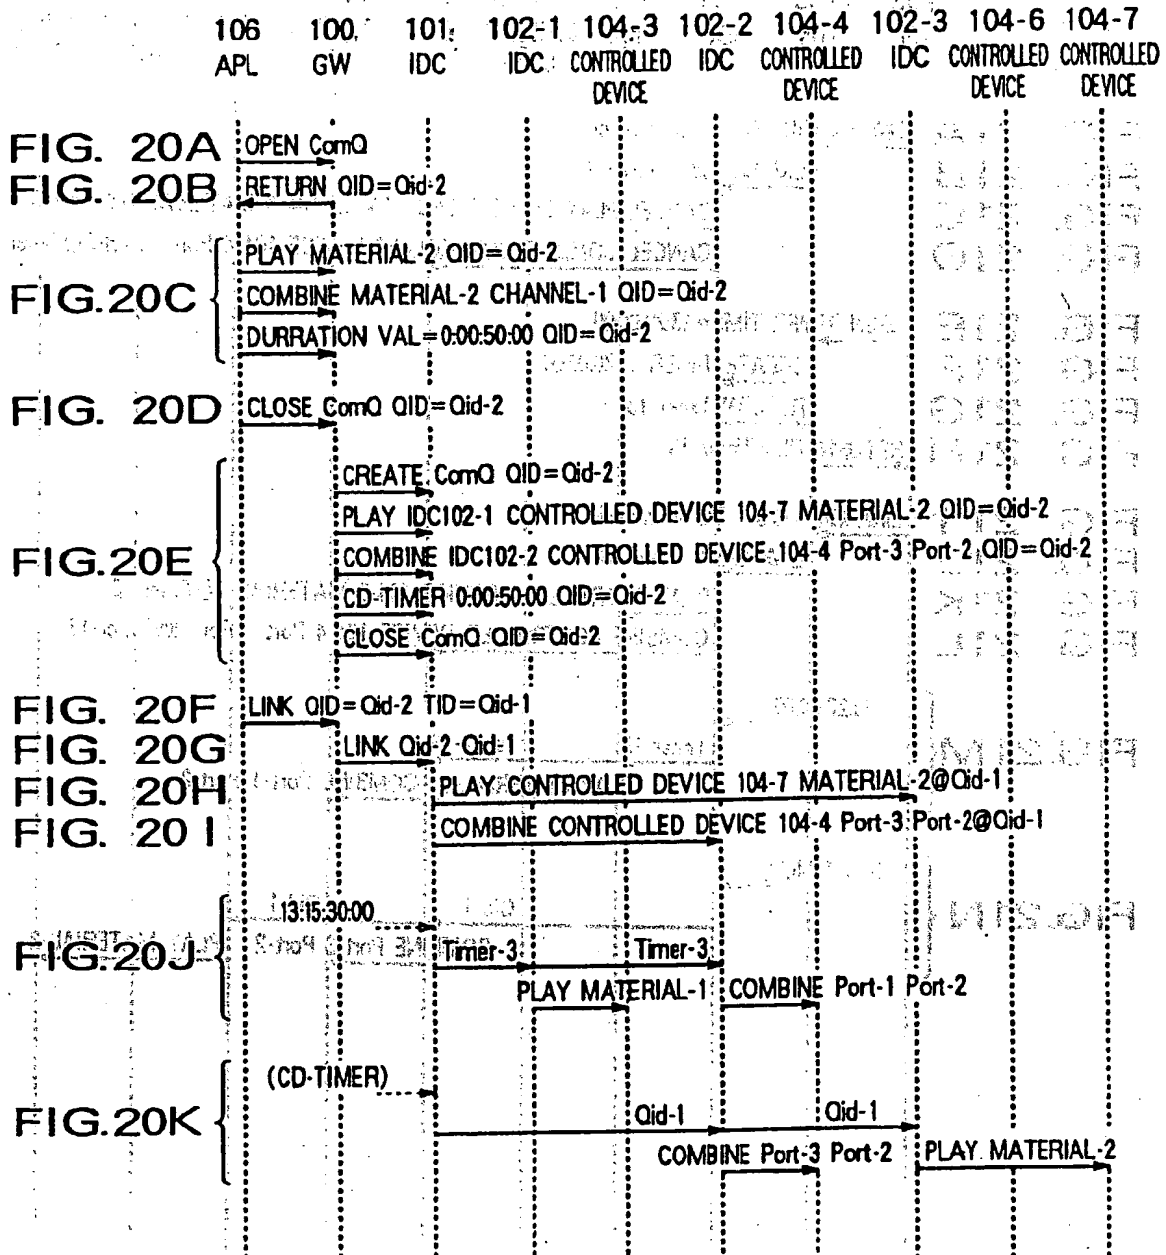 106 100 101 102-1 104-3 102-2 104-4 102-3 104-6 104-7
APL GW IDC IDC CONTROLLED DEVICE IDC CONTROLLED DEVICE IDC CONTROLLED DEVICE CONTROLLED DEVICE
FIG. 20A OPEN ComQ
FIG. 20B RETURN QID=Qid-2
PLAY MATERIAL-2 QID=Qid-2
FIG.20C COMBINE MATERIAL-2 CHANNEL-1 QID=Qid-2
DURRATION VAL=0:00:50:00 QID=Qid-2
FIG. 20D CLOSE ComQ QID=Qid-2
CREATE ComQ QID=Qid-2
PLAY IDC102-1 CONTROLLED DEVICE 104-7 MATERIAL-2 QID=Qid-2
FIG.20E COMBINE IDC102-2 CONTROLLED DEVICE 104-4 Port-3 Port-2 QID=Qid-2
CD-TIMER 0:00:50:00 QID=Qid-2
CLOSE ComQ QID=Qid-2
FIG. 20F LINK QID=Qid-2 TID=Qid-1
FIG. 20G LINK Qid-2 Qid-1
FIG. 20H PLAY CONTROLLED DEVICE 104-7 MATERIAL-2@Qid-1
FIG. 20I COMBINE CONTROLLED DEVICE 104-4 Port-3 Port-2@Qid-1
13:15:30:00
FIG.20J Timer-3 Timer-3
PLAY MATERIAL-1 COMBINE Port-1 Port-2
(CD-TIMER)
FIG.20K Qid-1 Qid-1
COMBINE Port-3 Port-2 PLAY MATERIAL-2